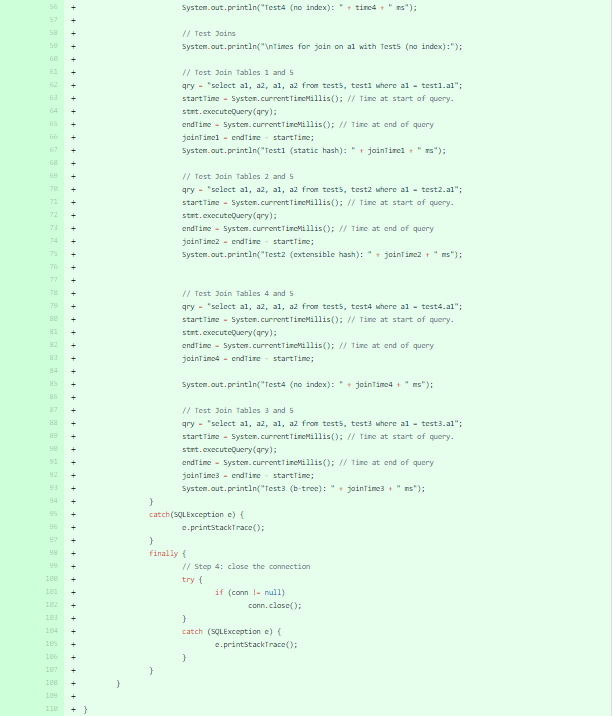 56 + System.out.println("Test4 (no index): " + time4 + " ms");
57 +
58 + // Test Joins
59 + System.out.println("\nTimes for join on a1 with Test5 (no index):");
60 +
61 + // Test Join Tables 1 and 5
62 + qry = "select a1, a2, a1, a2 from test5, test1 where a1 = test1.a1";
63 + startTime = System.currentTimeMillis(); // Time at start of query.
64 + stmt.executeQuery(qry);
65 + endTime = System.currentTimeMillis(); // Time at end of query
66 + joinTime1 = endTime - startTime;
67 + System.out.println("Test1 (static hash): " + joinTime1 + " ms");
68 +
69 + // Test Join Tables 2 and 5
70 + qry = "select a1, a2, a1, a2 from test5, test2 where a1 = test2.a1";
71 + startTime = System.currentTimeMillis(); // Time at start of query.
72 + stmt.executeQuery(qry);
73 + endTime = System.currentTimeMillis(); // Time at end of query
74 + joinTime2 = endTime - startTime;
75 + System.out.println("Test2 (extensible hash): " + joinTime2 + " ms");
76 +
77 +
78 + // Test Join Tables 4 and 5
79 + qry = "select a1, a2, a1, a2 from test5, test4 where a1 = test4.a1";
80 + startTime = System.currentTimeMillis(); // Time at start of query.
81 + stmt.executeQuery(qry);
82 + endTime = System.currentTimeMillis(); // Time at end of query
83 + joinTime4 = endTime - startTime;
84 +
85 + System.out.println("Test4 (no index): " + joinTime4 + " ms");
86 +
87 + // Test Join Tables 3 and 5
88 + qry = "select a1, a2, a1, a2 from test5, test3 where a1 = test3.a1";
89 + startTime = System.currentTimeMillis(); // Time at start of query.
90 + stmt.executeQuery(qry);
91 + endTime = System.currentTimeMillis(); // Time at end of query
92 + joinTime3 = endTime - startTime;
93 + System.out.println("Test3 (b-tree): " + joinTime3 + " ms");
94 + }
95 + catch(SQLException e) {
96 + e.printStackTrace();
97 + }
98 + finally {
99 + // Step 4: close the connection
100 + try {
101 + if (conn != null)
102 + conn.close();
103 + }
104 + catch (SQLException e) {
105 + e.printStackTrace();
106 + }
107 + }
108 + }
109 +
110 + }